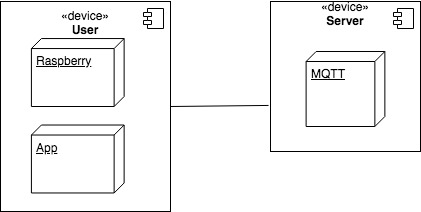 «device»
User
Raspberry
App
«device»
Server
MQTT